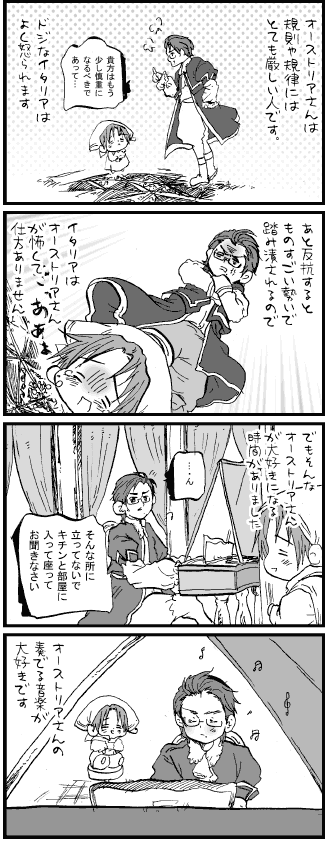 オーストリアさんは
規則や規律には
とても厳しい人です。
貴方はもう
少し慎重に
なるべきで
あって…
ドジなイタリアは
よく怒られます
あと反抗すると
ものすごい勢いで
踏み潰されるので
イタリアは
オーストリアさん
が怖くて
仕方ありません
ああぁ
でもそんな
オーストリアさん
が大好きになる
時間がありました
…ん
そんな所に
立ってないで
キチンと部屋に
入って座って
お聞きなさい
オーストリアさんの
奏でる音楽が
大好きです